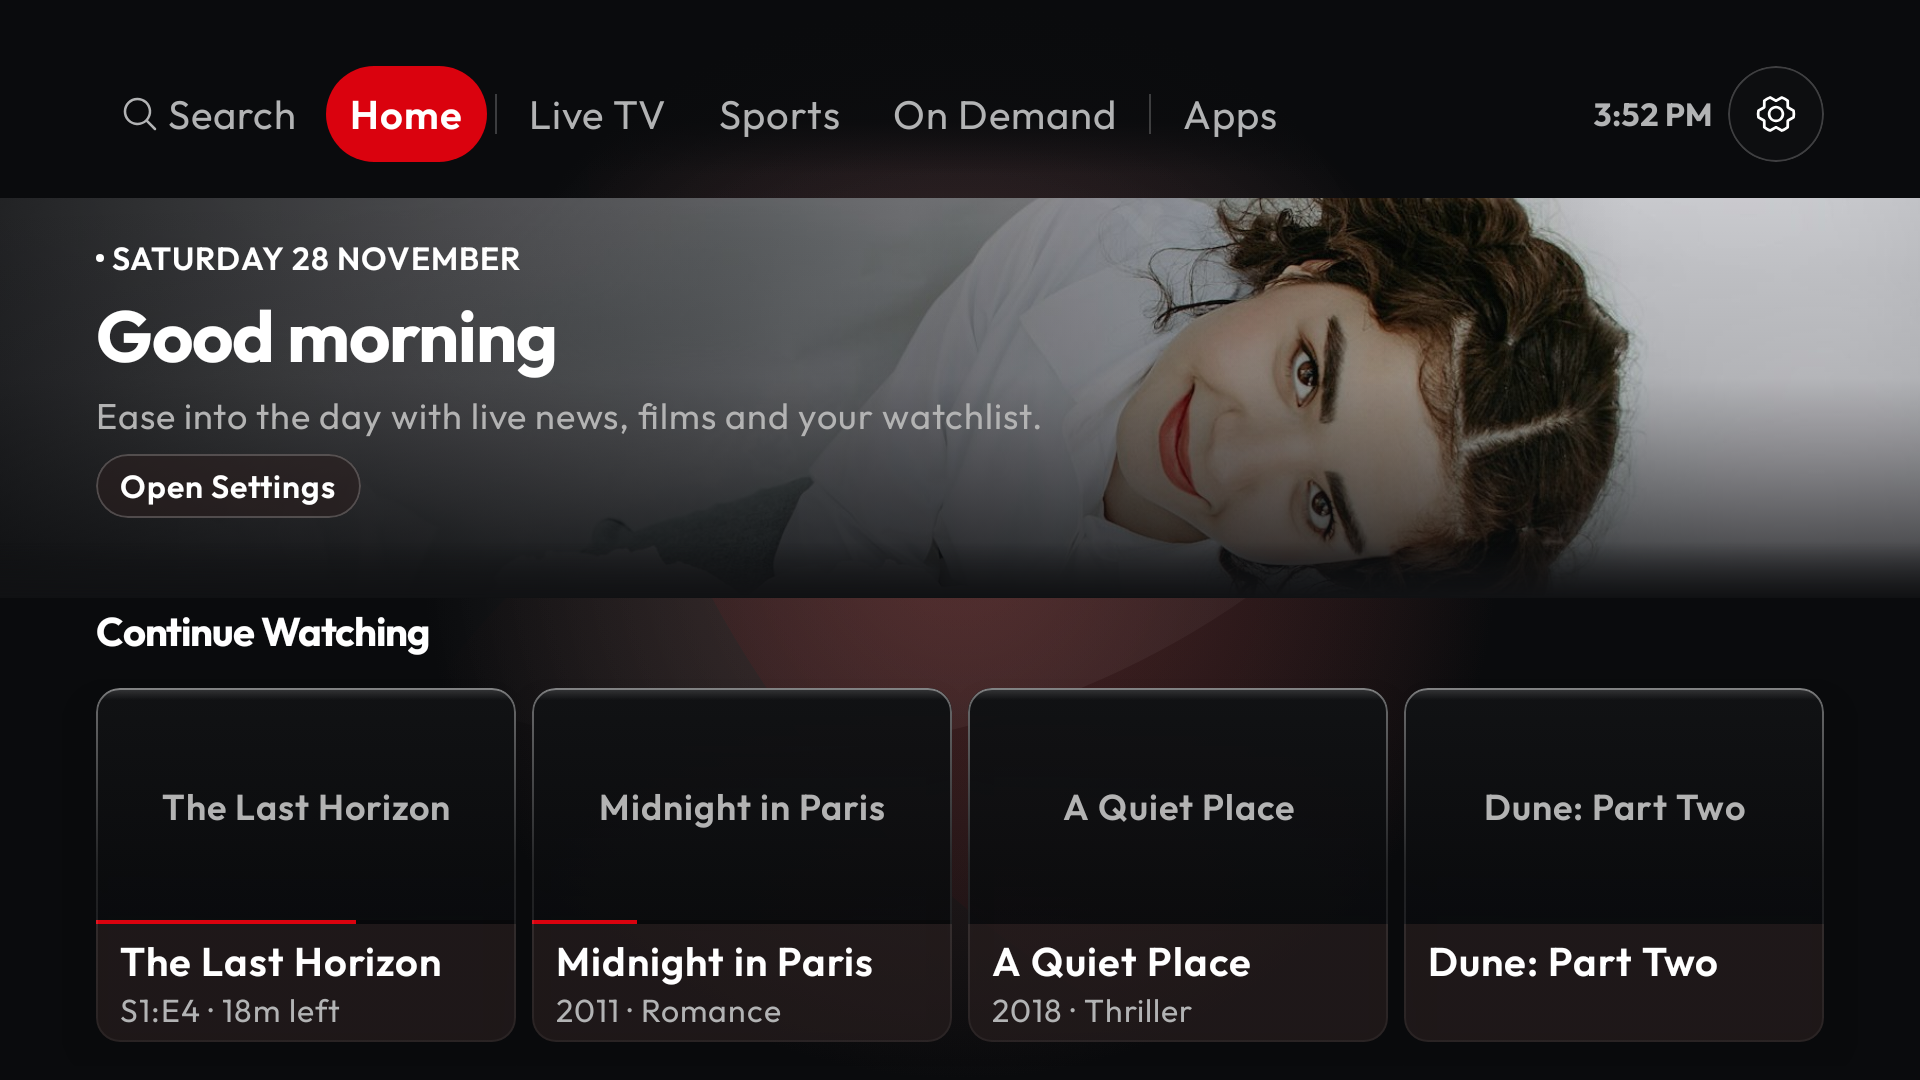 Search
Home
Live TV
Sports
On Demand
Apps
3:52 PM
• SATURDAY 28 NOVEMBER
Good morning
Ease into the day with live news, films and your watchlist.
Open Settings
Continue Watching
The Last Horizon
Midnight in Paris
A Quiet Place
Dune: Part Two
The Last Horizon
S1:E4 · 18m left
Midnight in Paris
2011 · Romance
A Quiet Place
2018 · Thriller
Dune: Part Two